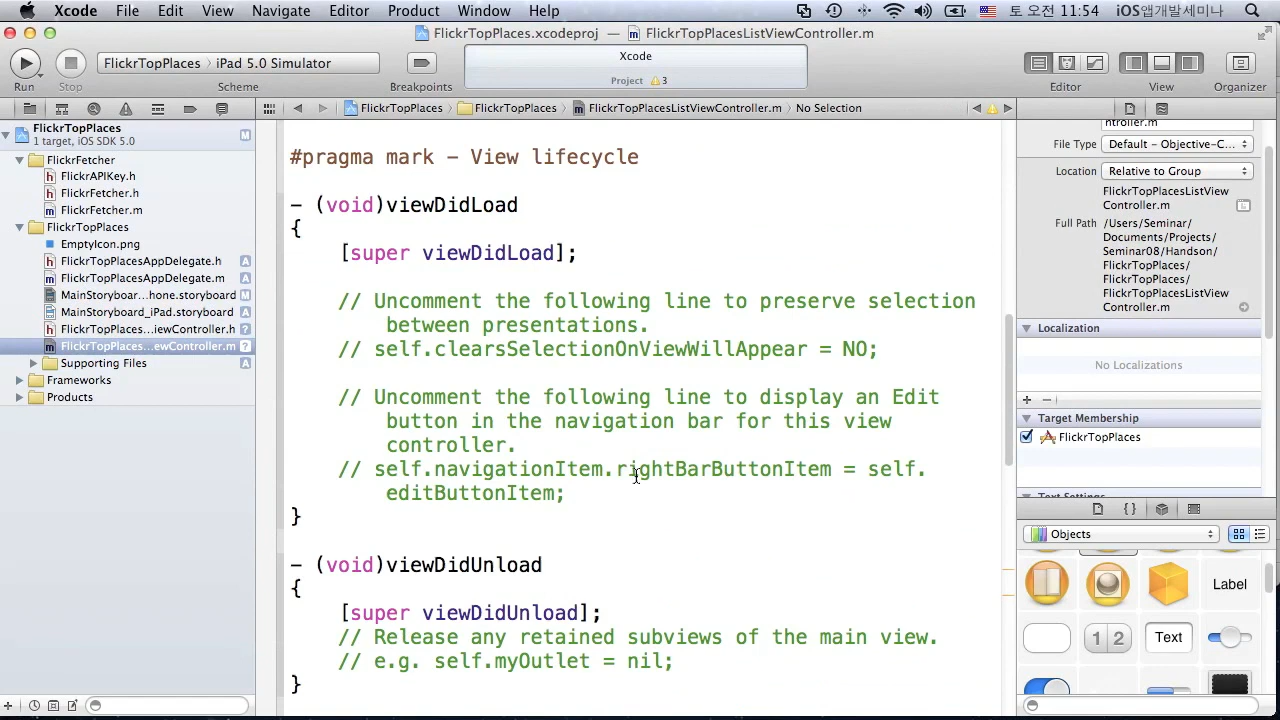 Xcode File Edit View Navigate Editor Product Window Help 토 오전 11:54 iOS앱개발세미나
FlickrTopPlaces.xcodeproj — FlickrTopPlacesListViewController.m
FlickrTopPlaces iPad 5.0 Simulator
Xcode
Project 3
Run Stop Scheme Breakpoints Editor View Organizer
FlickrTopPlaces FlickrTopPlaces FlickrTopPlacesListViewController.m No Selection
FlickrTopPlaces M
1 target, iOS SDK 5.0
FlickrFetcher
FlickrAPIKey.h
FlickrFetcher.h
FlickrFetcher.m
FlickrTopPlaces
EmptyIcon.png
FlickrTopPlacesAppDelegate.h A
FlickrTopPlacesAppDelegate.m A
MainStoryboar...hone.storyboard M
MainStoryboard_iPad.storyboard A
FlickrTopPlaces...iewController.h ?
FlickrTopPlaces...ewController.m ?
Supporting Files A
Frameworks
Products
#pragma mark - View lifecycle
- (void)viewDidLoad
{
[super viewDidLoad];
// Uncomment the following line to preserve selection
between presentations.
// self.clearsSelectionOnViewWillAppear = NO;
// Uncomment the following line to display an Edit
button in the navigation bar for this view
controller.
// self.navigationItem.rightBarButtonItem = self.
editButtonItem;
}
- (void)viewDidUnload
{
[super viewDidUnload];
// Release any retained subviews of the main view.
// e.g. self.myOutlet = nil;
}
ntroller.m
File Type Default - Objective-C...
Location Relative to Group
FlickrTopPlacesListView
Controller.m
Full Path /Users/Seminar/
Documents/Projects/
Seminar08/Handson/
FlickrTopPlaces/
FlickrTopPlaces/
FlickrTopPlacesListView
Controller.m
Localization
No Localizations
+ −
Target Membership
FlickrTopPlaces
Text Settings
{ }
Objects
Label
1 2 Text